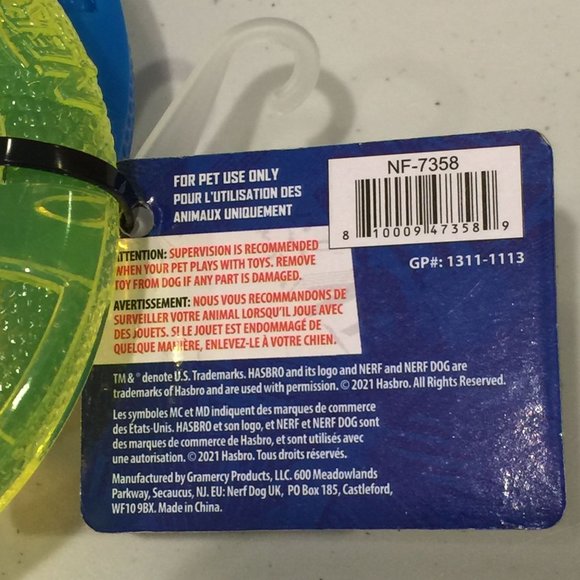 FOR PET USE ONLY
POUR L'UTILISATION DES
ANIMAUX UNIQUEMENT
NF-7358
8 10009 47358 9
GP#: 1311-1113
ATTENTION: SUPERVISION IS RECOMMENDED
WHEN YOUR PET PLAYS WITH TOYS. REMOVE
TOY FROM DOG IF ANY PART IS DAMAGED.
AVERTISSEMENT: NOUS VOUS RECOMMANDONS DE
SURVEILLER VOTRE ANIMAL LORSQU'IL JOUE AVEC
DES JOUETS. SI LE JOUET EST ENDOMMAGÉ DE
QUELQUE MANIÈRE, ENLEVEZ-LE À VOTRE CHIEN.
TM & ® denote U.S. Trademarks. HASBRO and its logo and NERF and NERF DOG are
trademarks of Hasbro and are used with permission. © 2021 Hasbro. All Rights Reserved.
Les symboles MC et MD indiquent des marques de commerce
des États-Unis. HASBRO et son logo, et NERF et NERF DOG sont
des marques de commerce de Hasbro, et sont utilisés avec
une autorisation. © 2021 Hasbro. Tous droits réservés.
Manufactured by Gramercy Products, LLC. 600 Meadowlands
Parkway, Secaucus, NJ. EU: Nerf Dog UK, PO Box 185, Castleford,
WF10 9BX. Made in China.